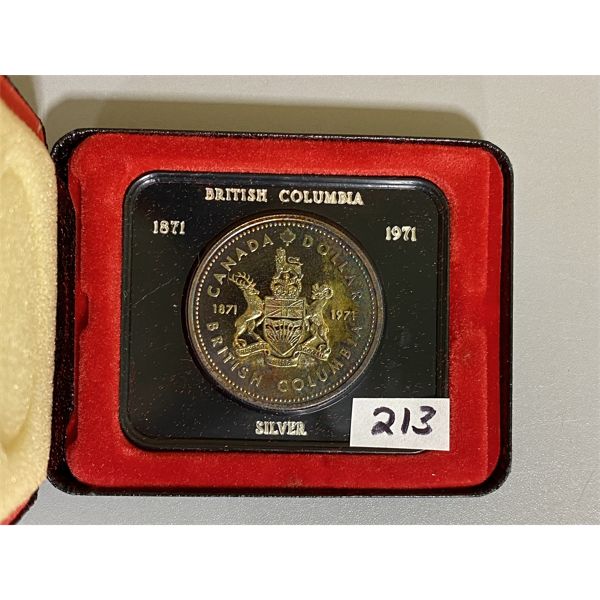 BRITISH COLUMBIA
1871 1971
CANADA DOLLAR
1871 1971
BRITISH COLUMBIA
SILVER
213